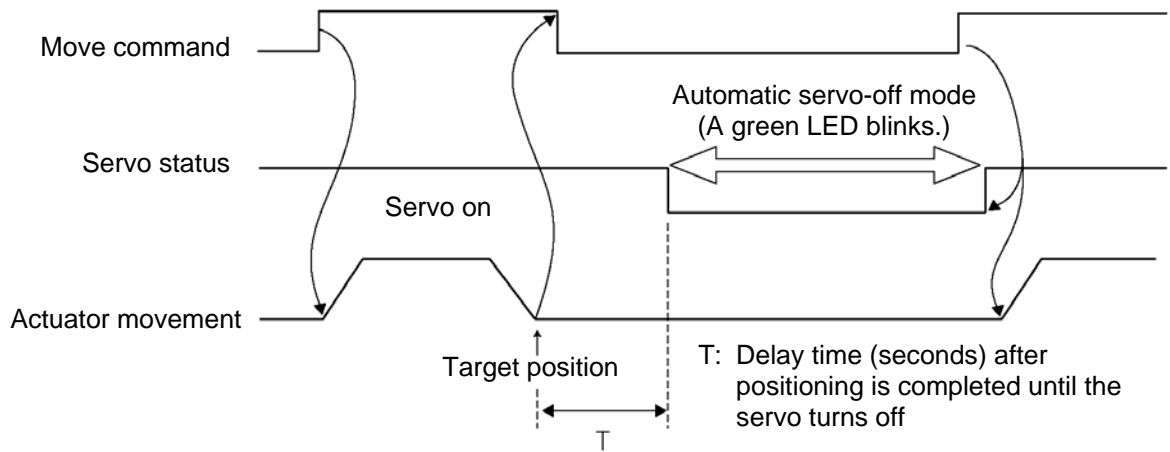 Move command
Automatic servo-off mode
(A green LED blinks.)
Servo status
Servo on
Actuator movement
Target position
T: Delay time (seconds) after
positioning is completed until the
servo turns off
T